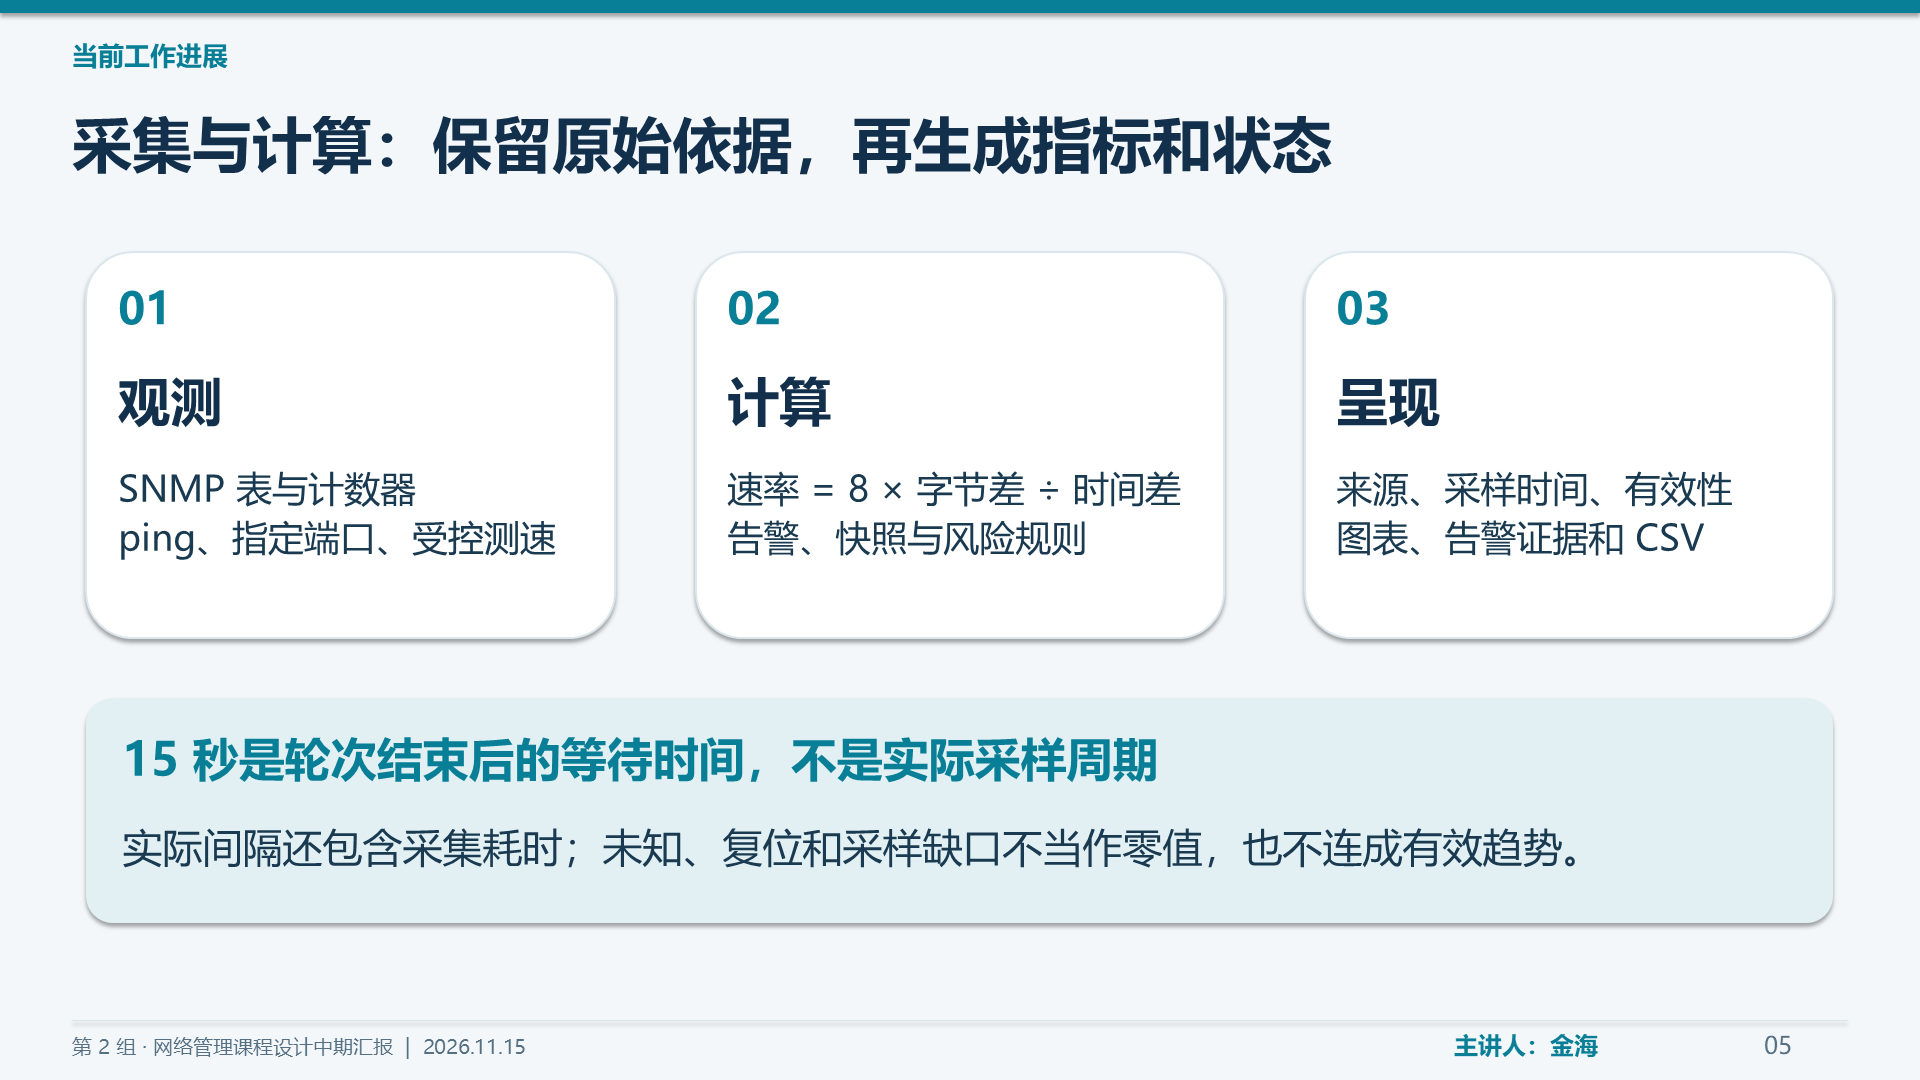 当前工作进展
采集与计算：保留原始依据，再生成指标和状态
01
观测
SNMP 表与计数器
ping、指定端口、受控测速
02
计算
速率 = 8 × 字节差 ÷ 时间差
告警、快照与风险规则
03
呈现
来源、采样时间、有效性
图表、告警证据和 CSV
15 秒是轮次结束后的等待时间，不是实际采样周期
实际间隔还包含采集耗时；未知、复位和采样缺口不当作零值，也不连成有效趋势。
第 2 组 · 网络管理课程设计中期汇报 | 2026.11.15
主讲人：金海
05